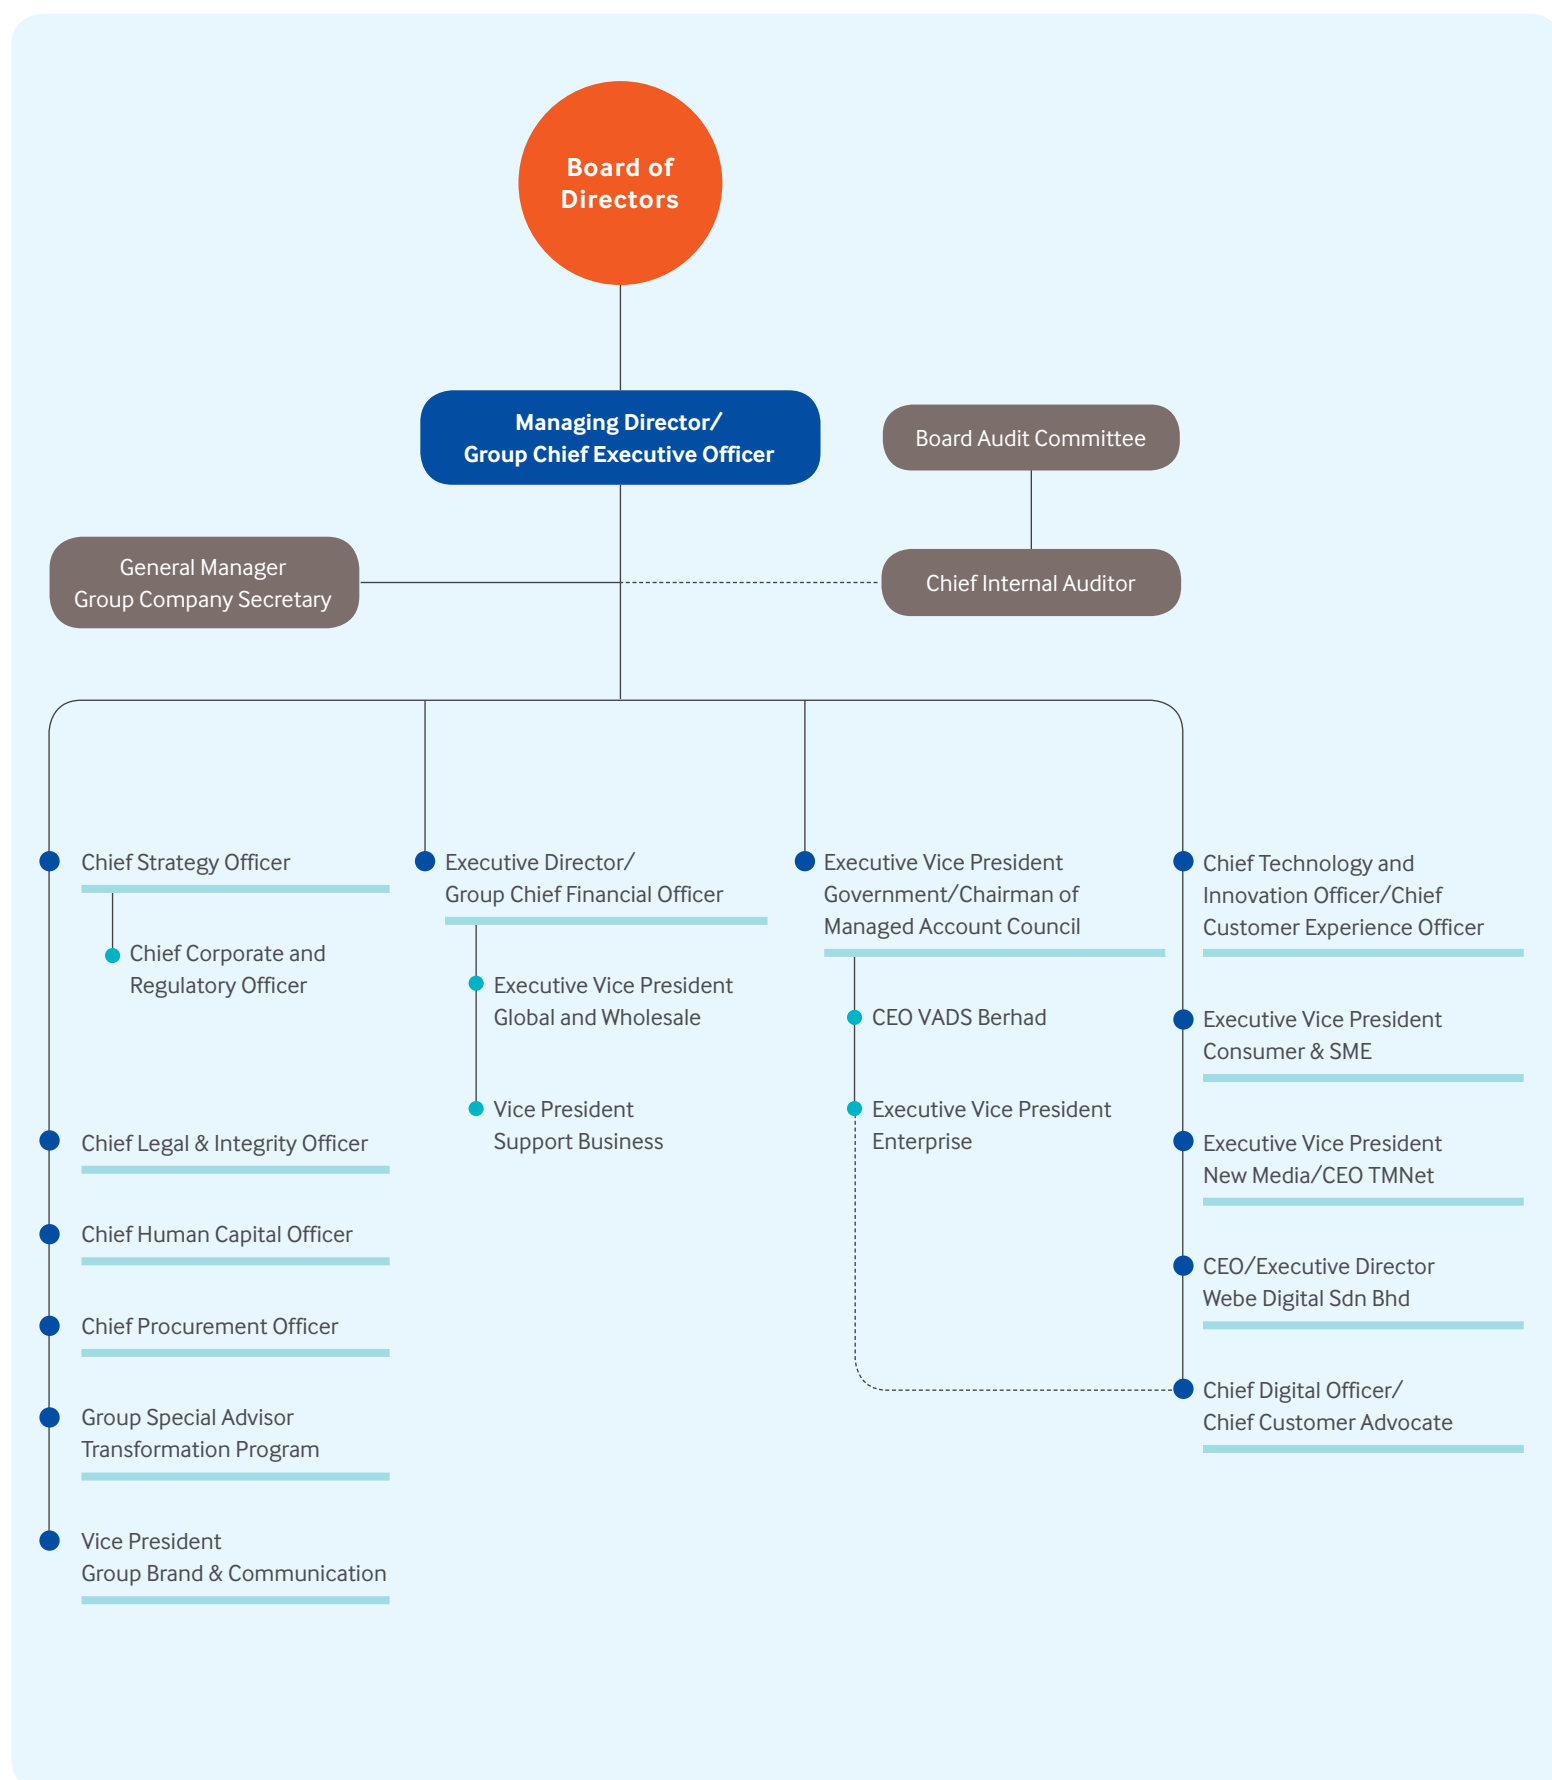 Board of
Directors
Managing Director/
Group Chief Executive Officer
Board Audit Committee
General Manager
Group Company Secretary
Chief Internal Auditor
Chief Strategy Officer
Chief Corporate and
Regulatory Officer
Chief Legal & Integrity Officer
Chief Human Capital Officer
Chief Procurement Officer
Group Special Advisor
Transformation Program
Vice President
Group Brand & Communication
Executive Director/
Group Chief Financial Officer
Executive Vice President
Global and Wholesale
Vice President
Support Business
Executive Vice President
Government/Chairman of
Managed Account Council
CEO VADS Berhad
Executive Vice President
Enterprise
Chief Technology and
Innovation Officer/Chief
Customer Experience Officer
Executive Vice President
Consumer & SME
Executive Vice President
New Media/CEO TMNet
CEO/Executive Director
Webe Digital Sdn Bhd
Chief Digital Officer/
Chief Customer Advocate